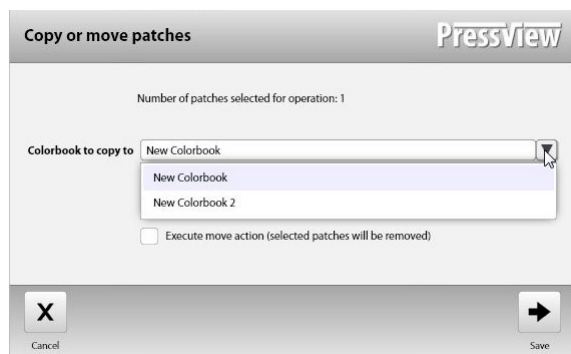 Copy or move patches
PressView
Number of patches selected for operation: 1
Colorbook to copy to New Colorbook
New Colorbook
New Colorbook 2
Execute move action (selected patches will be removed)
X
Cancel
Save